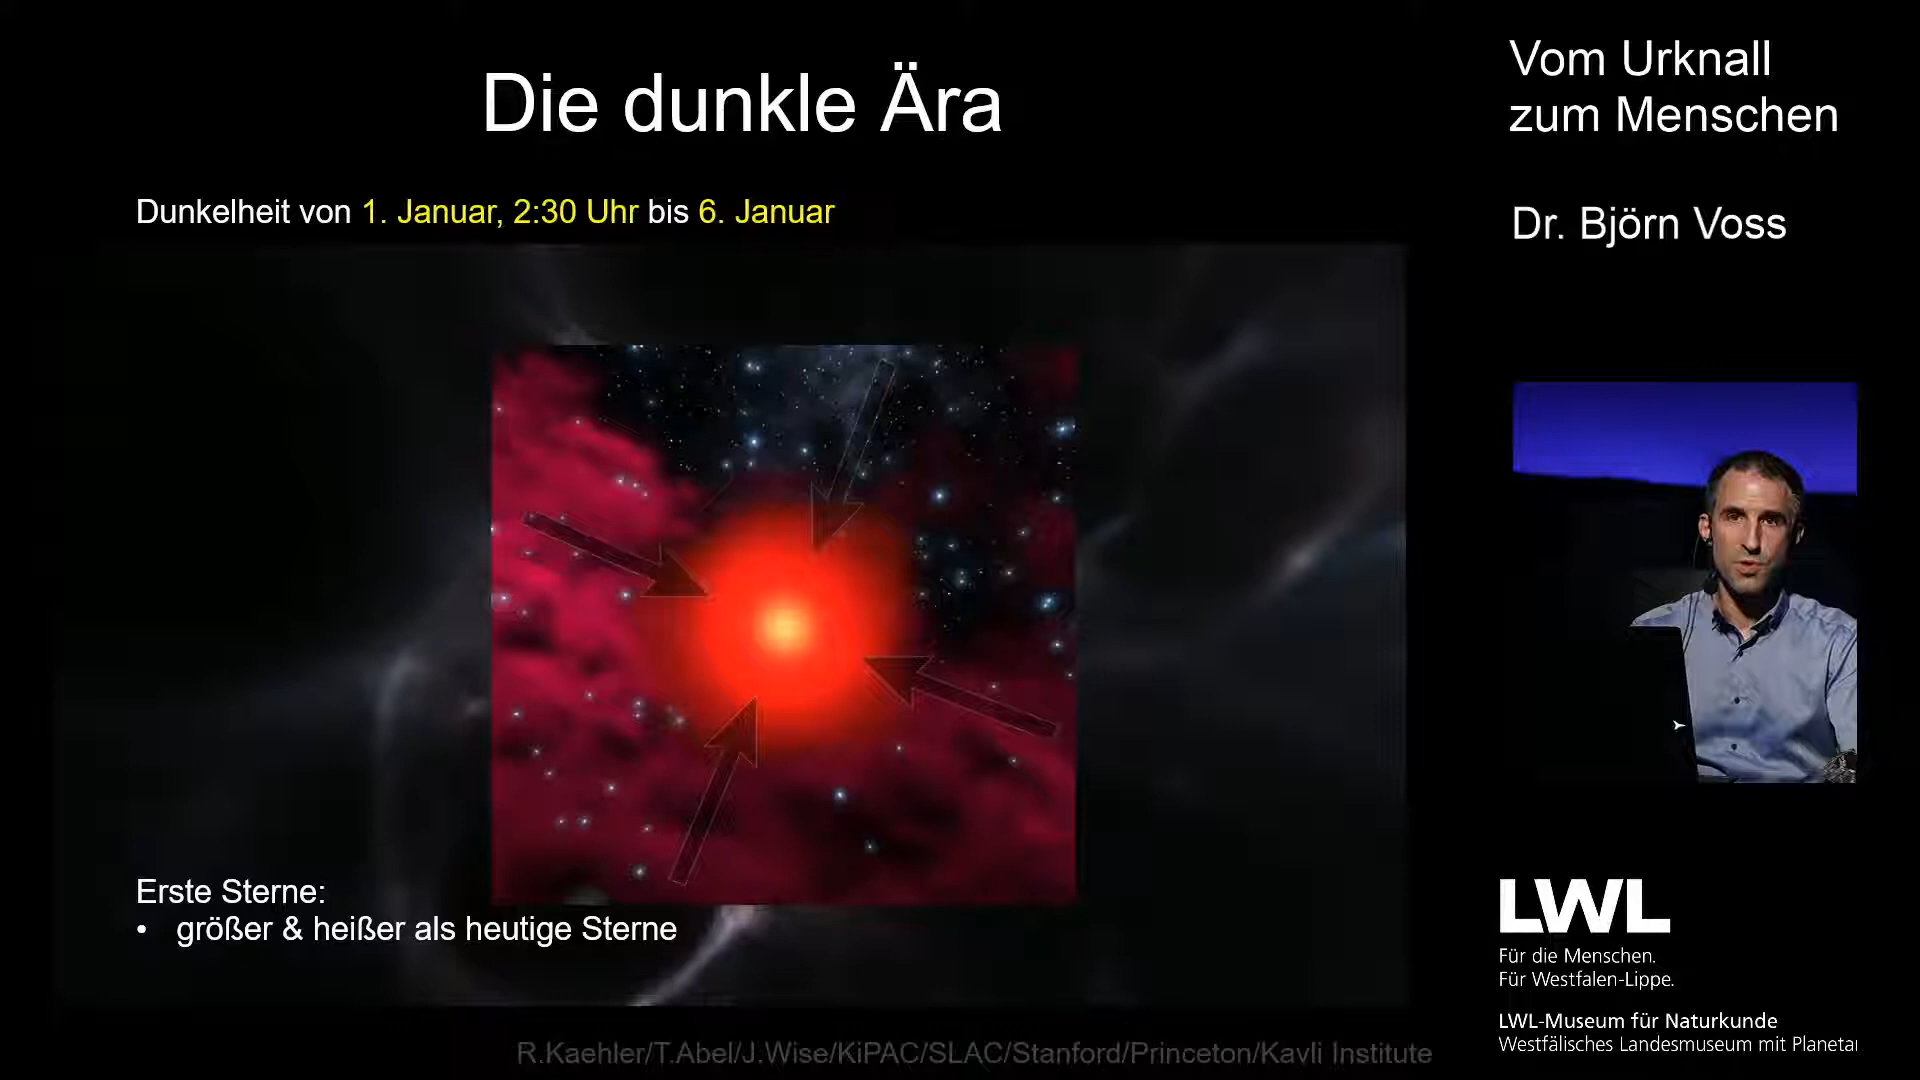 Die dunkle Ära
Dunkelheit von 1. Januar, 2:30 Uhr bis 6. Januar
Erste Sterne:
• größer & heißer als heutige Sterne
R.Kaehler/T.Abel/J.Wise/KiPAC/SLAC/Stanford/Princeton/Kavli Institute
Vom Urknall
zum Menschen
Dr. Björn Voss
LWL
Für die Menschen.
Für Westfalen-Lippe.
LWL-Museum für Naturkunde
Westfälisches Landesmuseum mit Planeta